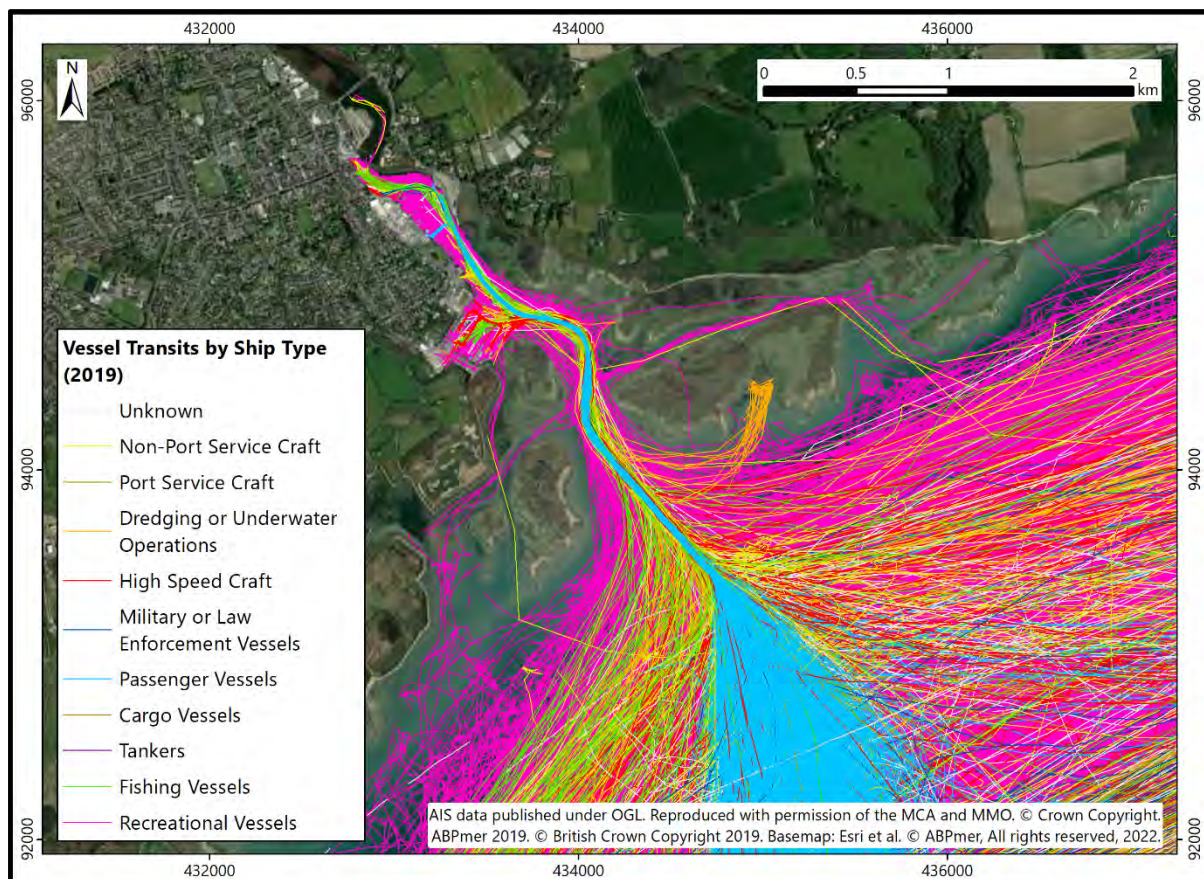 432000 434000 436000
N
0 0.5 1 2
km
96000 96000
94000 94000
92000 92000
Vessel Transits by Ship Type
(2019)
Unknown
Non-Port Service Craft
Port Service Craft
Dredging or Underwater
Operations
High Speed Craft
Military or Law
Enforcement Vessels
Passenger Vessels
Cargo Vessels
Tankers
Fishing Vessels
Recreational Vessels
AIS data published under OGL. Reproduced with permission of the MCA and MMO. © Crown Copyright.
ABPmer 2019. © British Crown Copyright 2019. Basemap: Esri et al. © ABPmer, All rights reserved, 2022.
432000 434000 436000